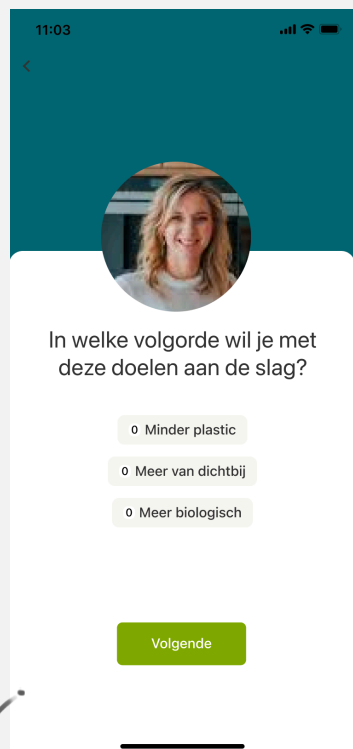 11:03
In welke volgorde wil je met
deze doelen aan de slag?
0 Minder plastic
0 Meer van dichtbij
0 Meer biologisch
Volgende